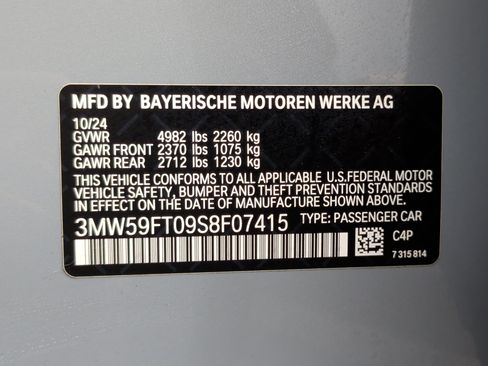 MFD BY BAYERISCHE MOTOREN WERKE AG
10/24
GVWR 4982 lbs 2260 kg
GAWR FRONT 2370 lbs 1075 kg
GAWR REAR 2712 lbs 1230 kg
THIS VEHICLE CONFORMS TO ALL APPLICABLE U.S.FEDERAL MOTOR
VEHICLE SAFETY, BUMPER AND THEFT PREVENTION STANDARDS
IN EFFECT ON THE DATE OF MANUFACTURE SHOWN ABOVE.
3MW59FT09S8F07415 TYPE: PASSENGER CAR
C4P
7 315 814